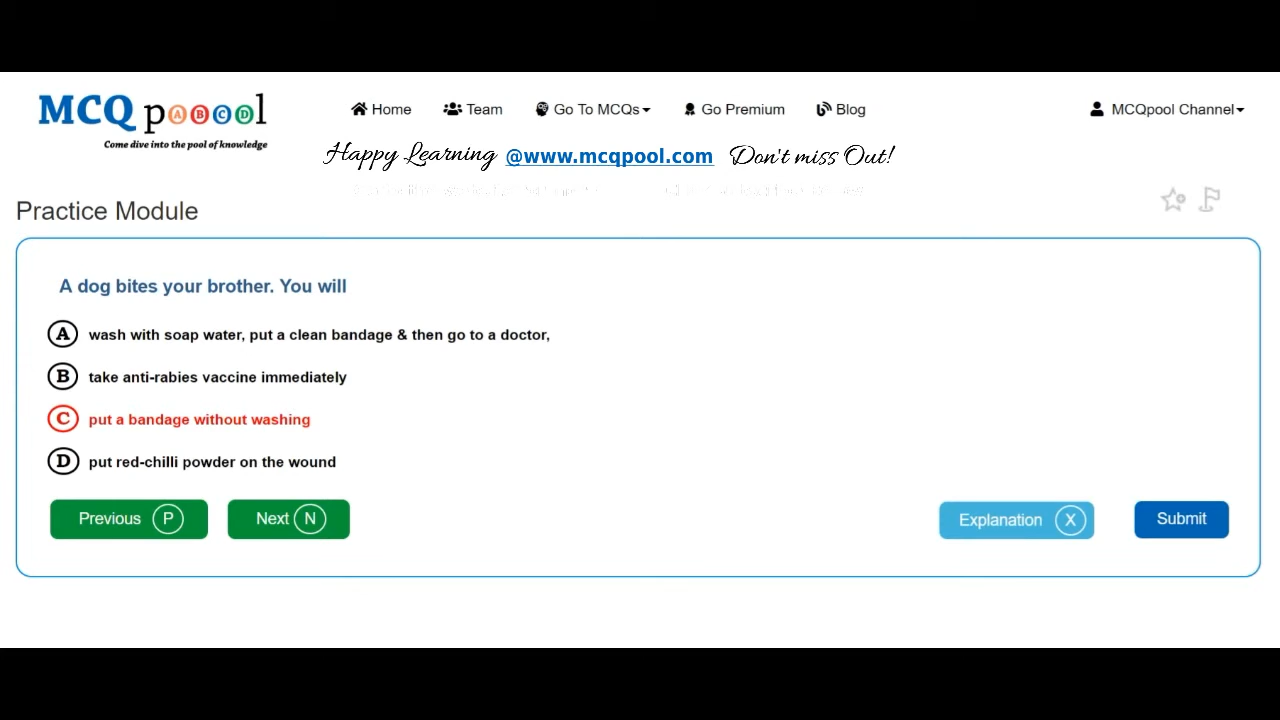 MCQ pool
Come dive into the pool of knowledge
Home Team Go To MCQs Go Premium Blog MCQpool Channel
Happy Learning @www.mcqpool.com Don't miss Out!
Practice Module
A dog bites your brother. You will
A wash with soap water, put a clean bandage & then go to a doctor,
B take anti-rabies vaccine immediately
C put a bandage without washing
D put red-chilli powder on the wound
Previous P Next N Explanation X Submit